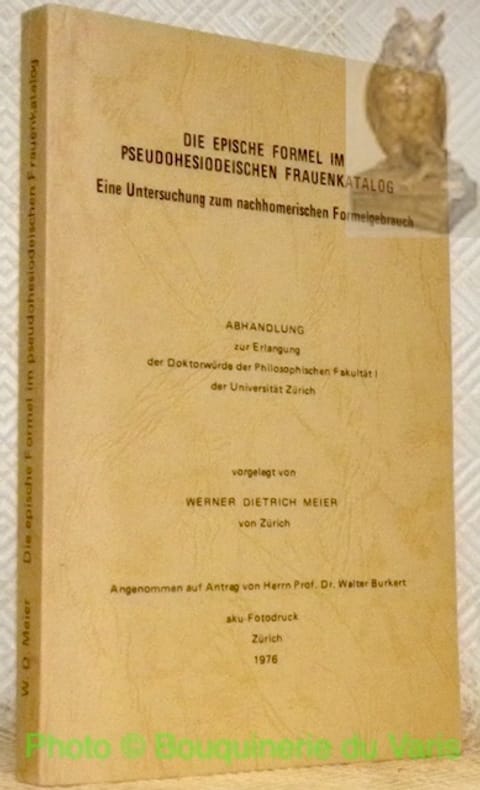 DIE EPISCHE FORMEL IM
PSEUDOHESIODEISCHEN FRAUENKATALOG
Eine Untersuchung zum nachhomerischen Formelgebrauch
ABHANDLUNG
zur Erlangung
der Doktorwürde der Philosophischen Fakultät I
der Universität Zürich
vorgelegt von
WERNER DIETRICH MEIER
von Zürich
Angenommen auf Antrag von Herrn Prof. Dr. Walter Burkert
aku-Fotodruck
Zürich
1976
W. D. Meier Die epische Formel im pseudohesiodeischen Frauenkatalog
Photo © Bouquinerie du Varis